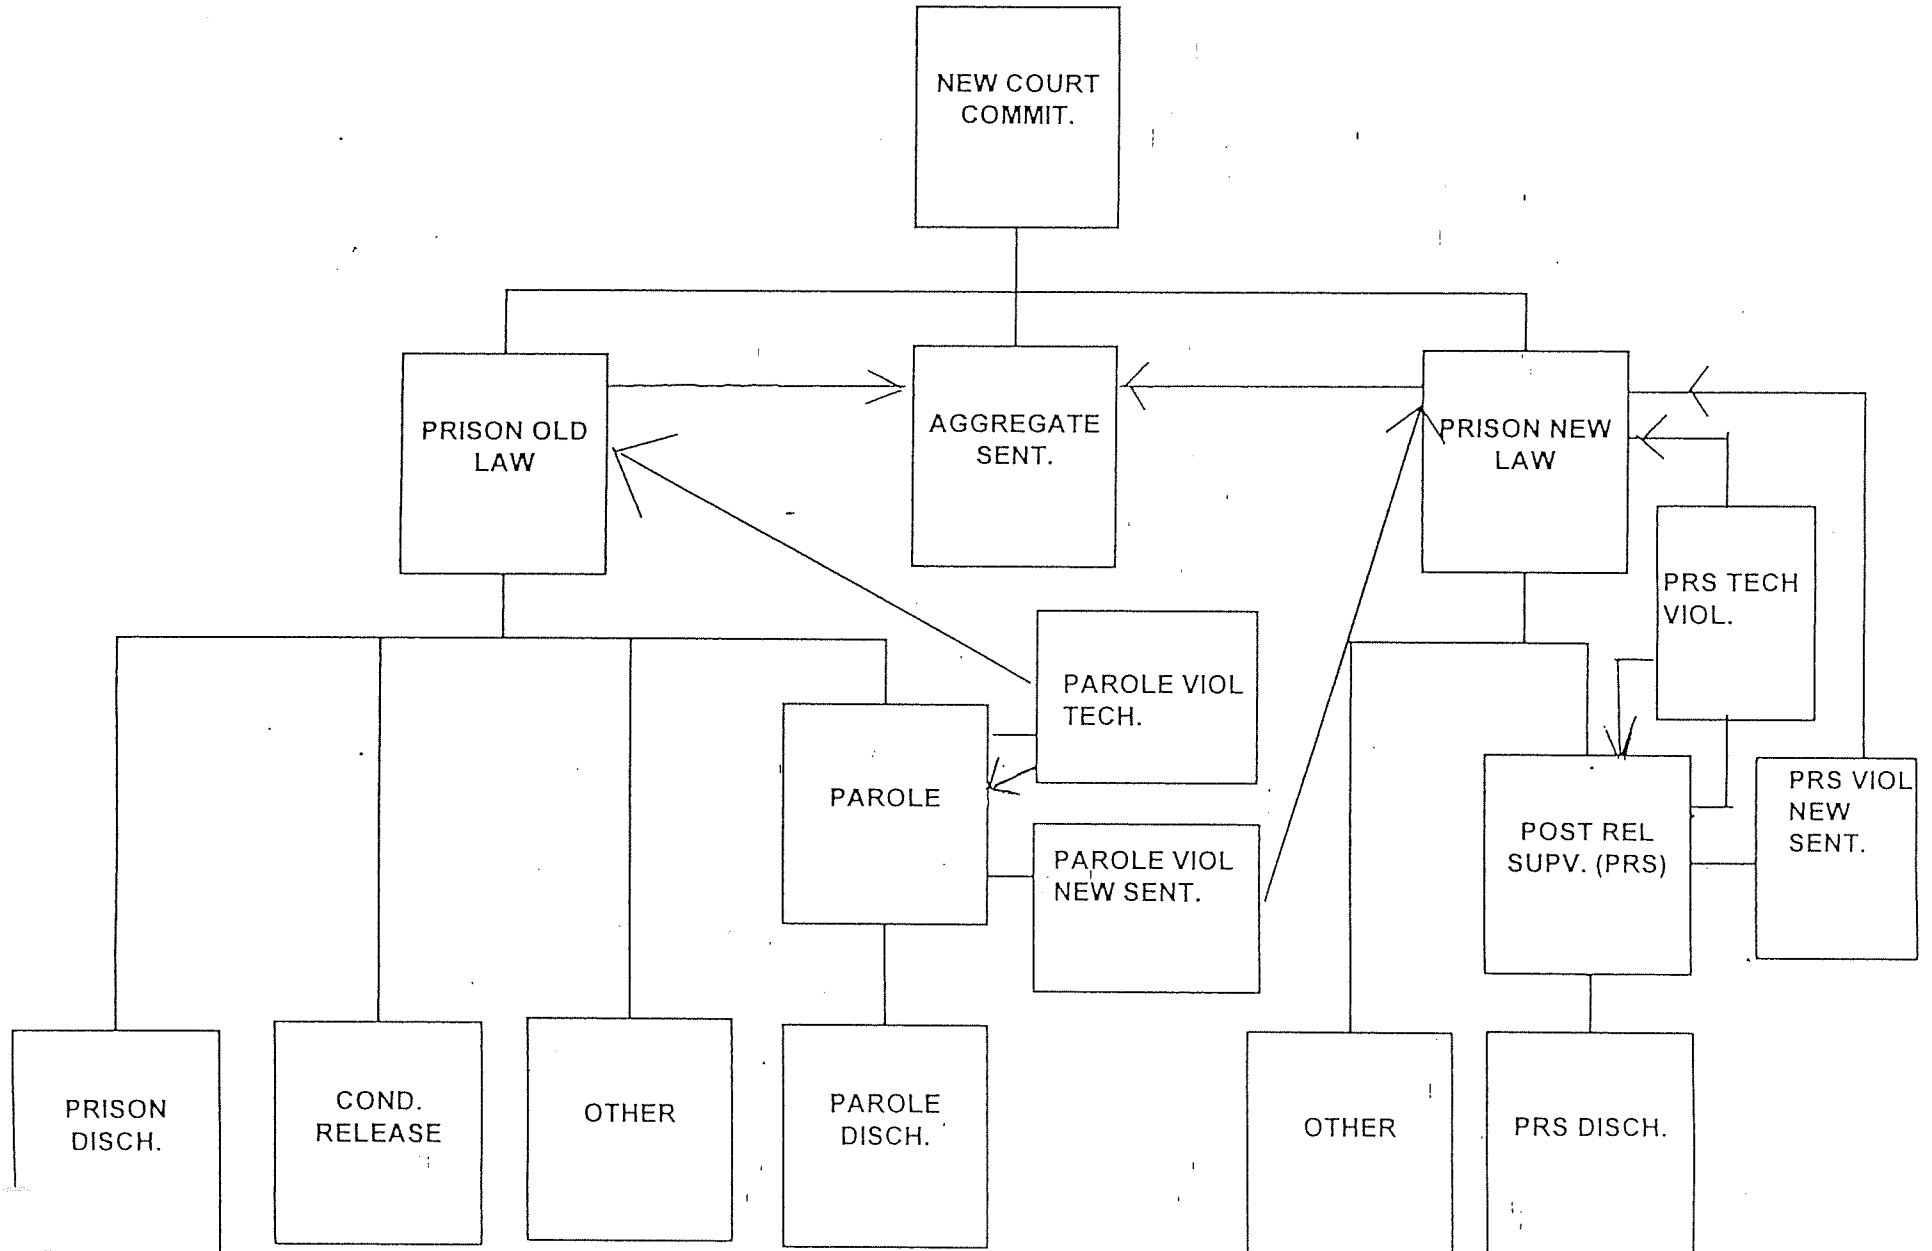 NEW COURT
COMMIT.
PRISON OLD
LAW
AGGREGATE
SENT.
PRISON NEW
LAW
PRS TECH
VIOL.
PAROLE VIOL
TECH.
PAROLE
PAROLE VIOL
NEW SENT.
POST REL
SUPV. (PRS)
PRS VIOL
NEW
SENT.
PRISON
DISCH.
COND.
RELEASE
OTHER
PAROLE
DISCH.
OTHER
PRS DISCH.